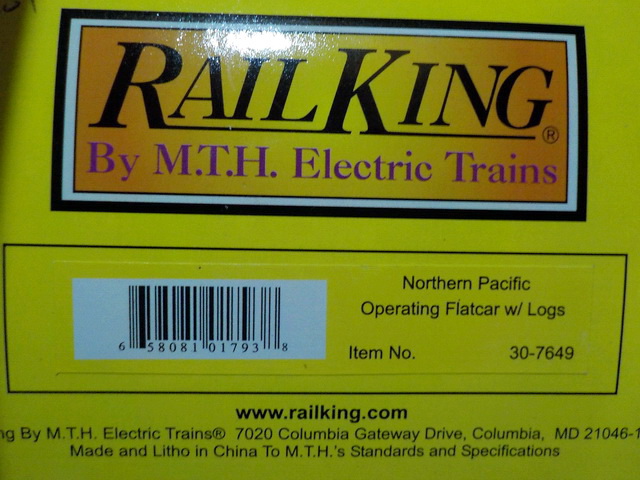 RAILKING®
By M.T.H. Electric Trains
Northern Pacific
Operating Flatcar w/ Logs
6 58081 01793 8
Item No. 30-7649
www.railking.com
By M.T.H. Electric Trains® 7020 Columbia Gateway Drive, Columbia, MD 21046-1
Made and Litho in China To M.T.H.'s Standards and Specifications